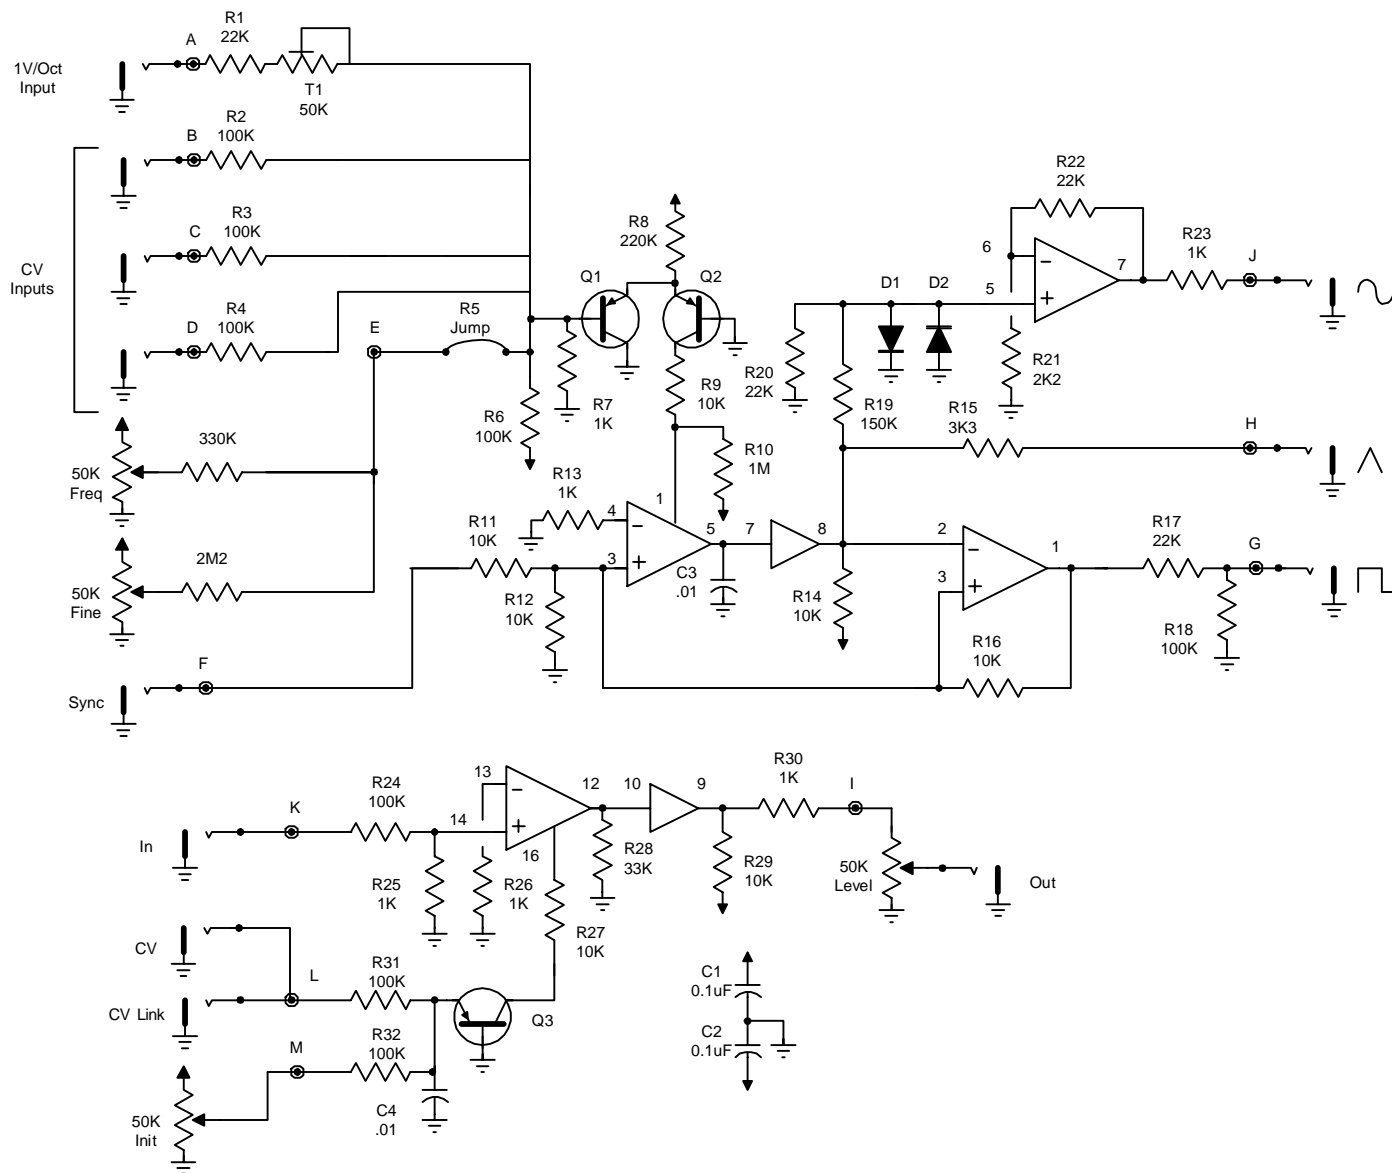 1V/Oct
Input
A
R1
22K
T1
50K
B
R2
100K
CV
Inputs
C
R3
100K
D
R4
100K
E
R5
Jump
Q1
R8
220K
Q2
R7
1K
R6
100K
R9
10K
R10
1M
50K
Freq
330K
50K
Fine
2M2
R13
1K
4
1
5
3
R11
10K
R12
10K
C3
.01
7
8
R14
10K
R20
22K
R19
150K
D1
D2
R22
22K
6
5
7
R21
2K2
R23
1K
J
R15
3K3
H
2
3
1
R17
22K
G
R18
100K
R16
10K
Sync
F
In
K
R24
100K
14
13
12
16
R25
1K
R26
1K
R27
10K
R28
33K
10
9
R29
10K
R30
1K
I
50K
Level
Out
CV
CV Link
L
R31
100K
Q3
M
R32
100K
C4
.01
50K
Init
C1
0.1uF
C2
0.1uF